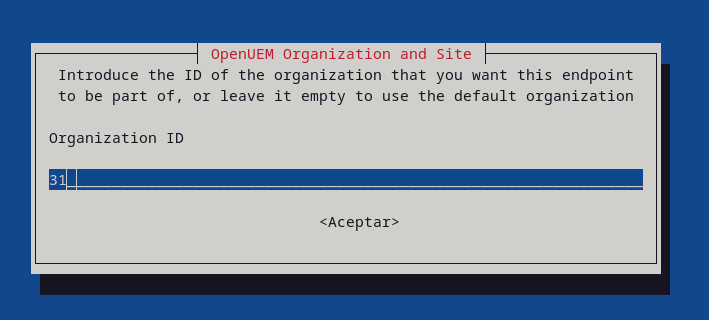 OpenUEM Organization and Site
Introduce the ID of the organization that you want this endpoint
to be part of, or leave it empty to use the default organization
Organization ID
31
<Aceptar>